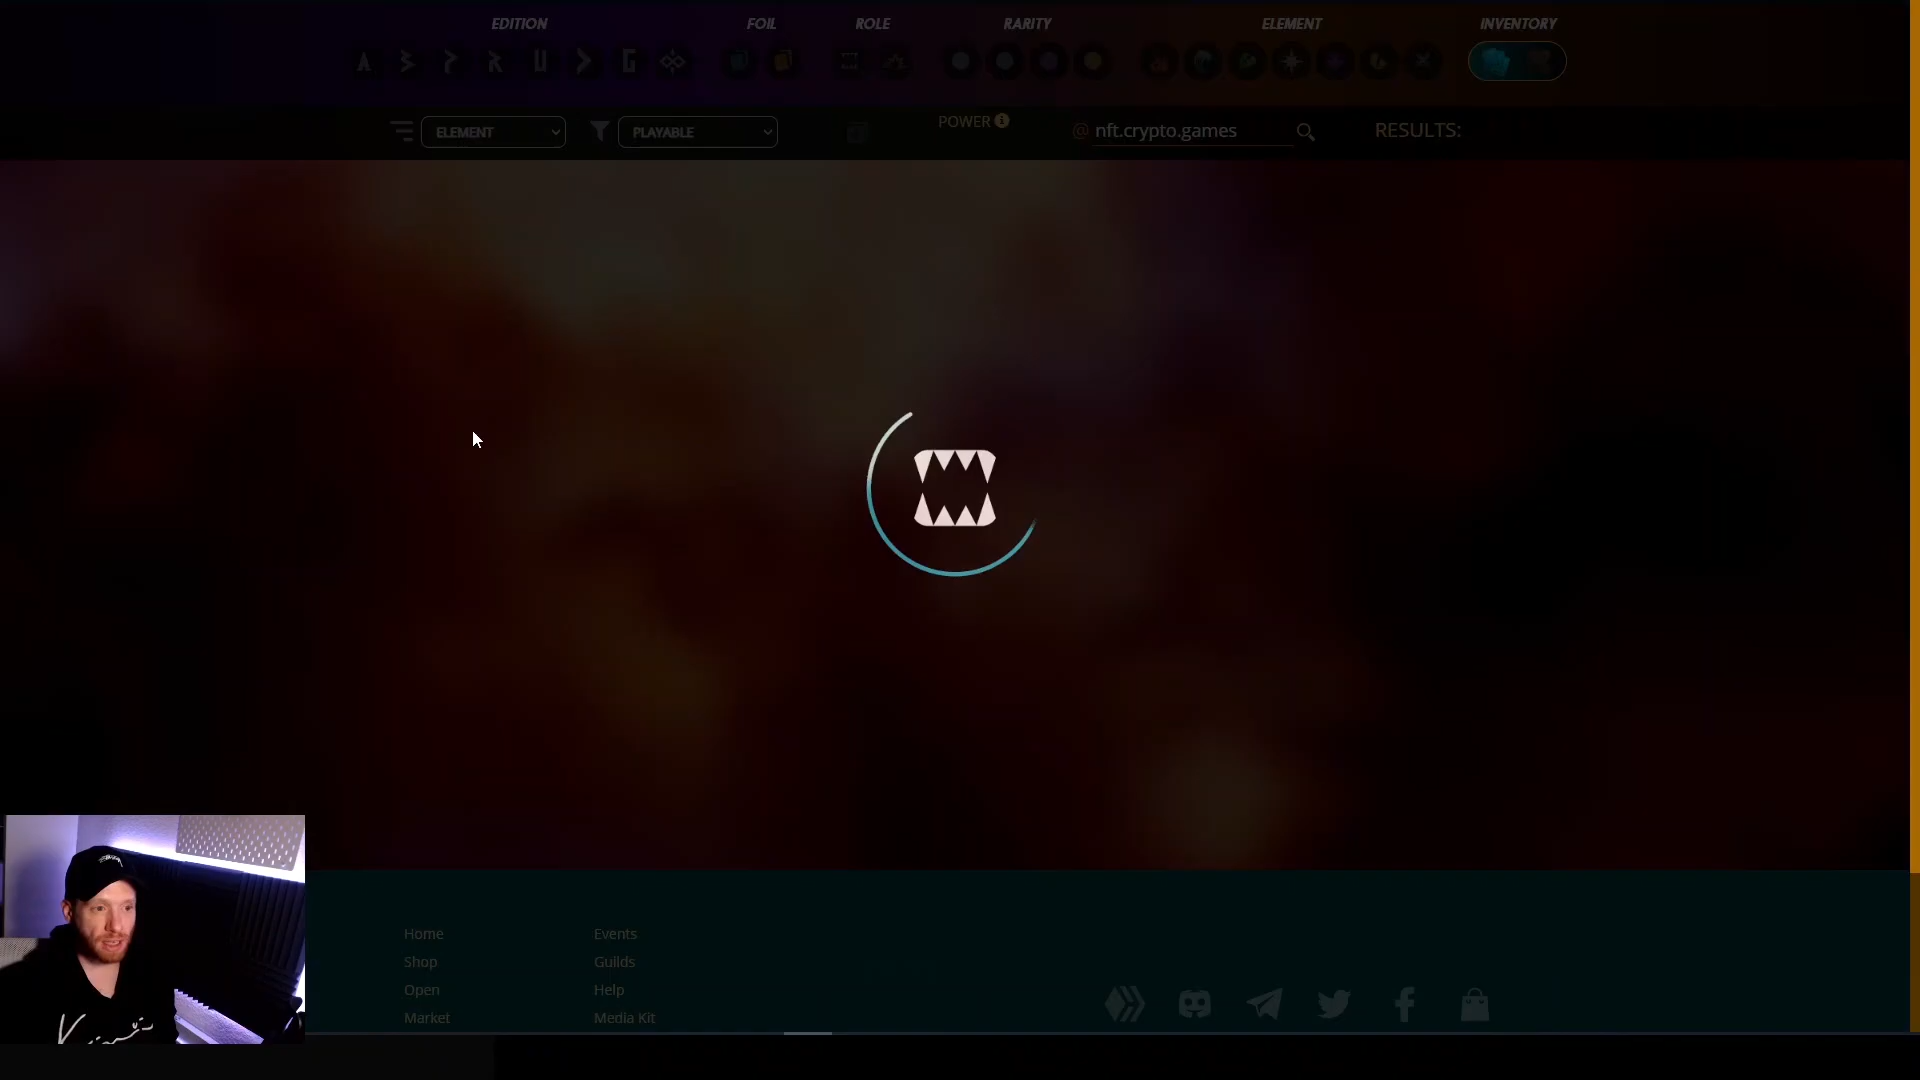 EDITION FOIL ROLE RARITY ELEMENT INVENTORY
ELEMENT PLAYABLE POWER @ nft.crypto.games RESULTS:
Home Events
Shop Guilds
Open Help
Market Media Kit